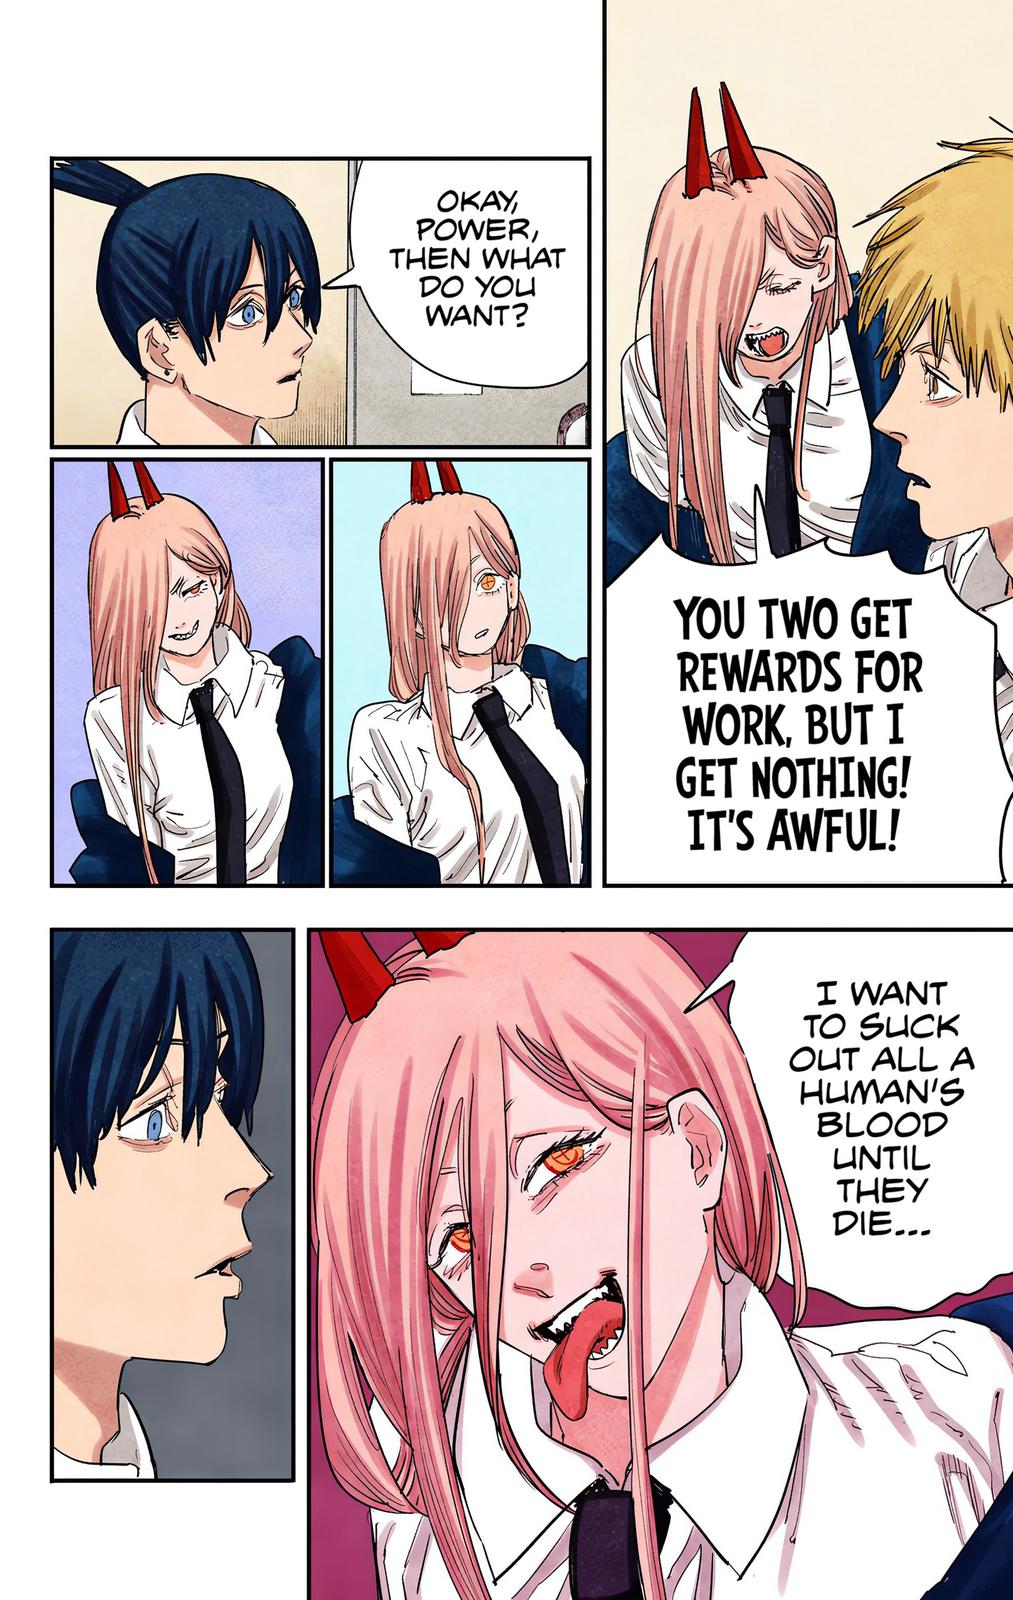 YOU TWO GET
REWARDS FOR
WORK, BUT I
GET NOTHING!
IT'S AWFUL!
OKAY,
POWER,
THEN WHAT
DO YOU
WANT?
I WANT
TO SUCK
OUT ALL A
HUMAN'S
BLOOD
UNTIL
THEY
DIE...